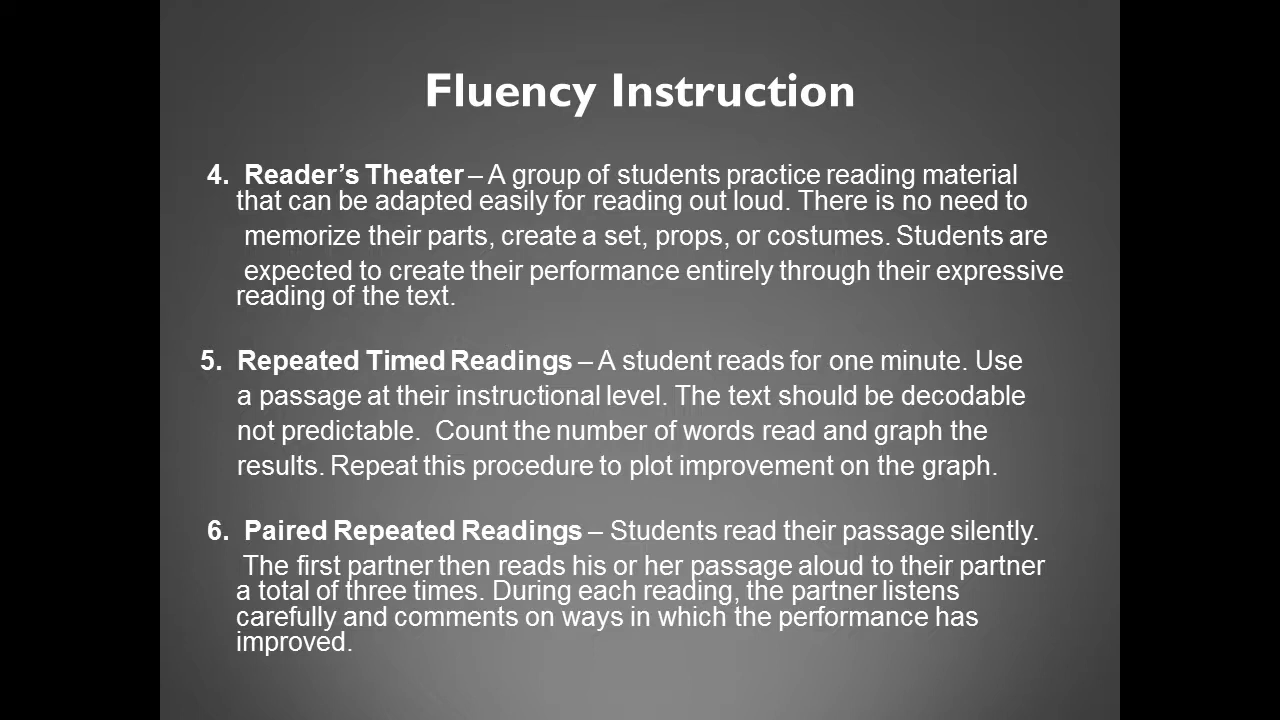 Fluency Instruction
4. Reader’s Theater – A group of students practice reading material
that can be adapted easily for reading out loud. There is no need to
memorize their parts, create a set, props, or costumes. Students are
expected to create their performance entirely through their expressive
reading of the text.
5. Repeated Timed Readings – A student reads for one minute. Use
a passage at their instructional level. The text should be decodable
not predictable. Count the number of words read and graph the
results. Repeat this procedure to plot improvement on the graph.
6. Paired Repeated Readings – Students read their passage silently.
The first partner then reads his or her passage aloud to their partner
a total of three times. During each reading, the partner listens
carefully and comments on ways in which the performance has
improved.